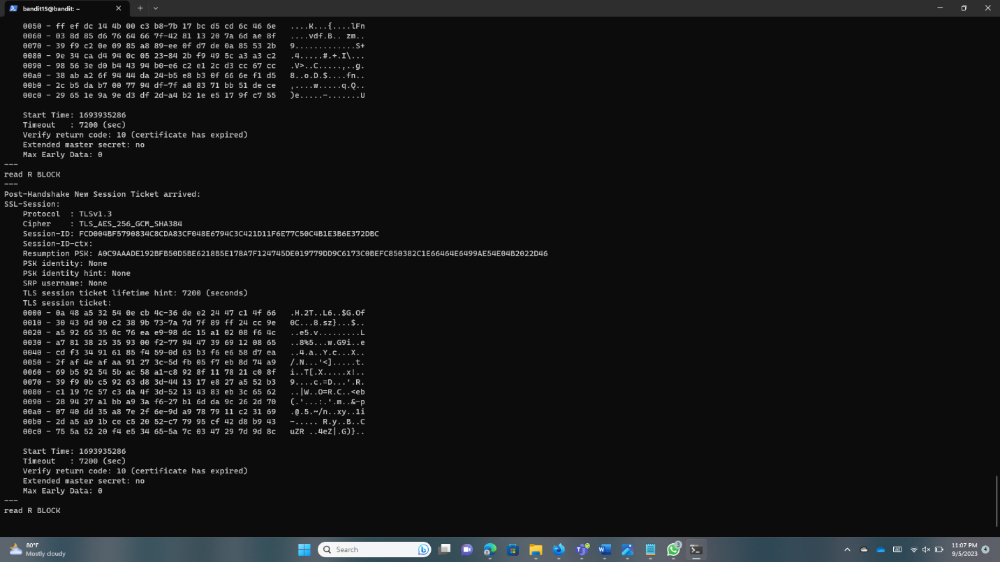 bandit15@bandit: ~
0050 - ff ef dc 14 4b 00 c3 b8-7b 17 bc d5 cd 6c 46 6e   ....K...{....lFn
0060 - 03 8d 85 d6 76 64 66 7f-42 81 13 20 7a 6d ae 8f   ....vdf.B.. zm..
0070 - 39 f9 c2 0e 09 85 a8 89-ee 0f d7 de 0a 85 53 2b   9.............S+
0080 - 9e 34 ca d4 94 0c 05 23-84 2b f9 49 5c a3 a3 c2   .4.....#.+.I\...
0090 - 98 56 3e d0 b4 43 94 b0-e6 c2 e1 2c d3 cc 67 cc   .V>..C.....,..g.
00a0 - 38 ab a2 6f 94 44 da 24-b5 e8 b3 0f 66 6e f1 d5   8..o.D.$....fn..
00b0 - 2c b5 da b7 00 77 94 df-7f a8 83 71 bb 51 de ce   ,....w.....q.Q..
00c0 - 29 65 1e 9a 9e d3 df 2d-a4 b2 1e e5 17 9f c7 55   )e.....-.......U
Start Time: 1693935286
Timeout   : 7200 (sec)
Verify return code: 10 (certificate has expired)
Extended master secret: no
Max Early Data: 0
---
read R BLOCK
---
Post-Handshake New Session Ticket arrived:
SSL-Session:
Protocol  : TLSv1.3
Cipher    : TLS_AES_256_GCM_SHA384
Session-ID: FCD004BF5790834C8CDA83CF048E6794C3C421D11F6E77C50C4B1E3B6E372DBC
Session-ID-ctx:
Resumption PSK: A0C9AAADE192BFB50D5BE6218B5E178A7F124745DE019779DD9C6173C0BEFC850382C1E66464E6499AE54E04B2022D46
PSK identity: None
PSK identity hint: None
SRP username: None
TLS session ticket lifetime hint: 7200 (seconds)
TLS session ticket:
0000 - 0a 48 a5 32 54 0e cb 4c-36 de e2 24 47 c1 4f 66   .H.2T..L6..$G.Of
0010 - 30 43 9d 90 c2 38 9b 73-7a 7d 7f 89 ff 24 cc 9e   0C...8.sz}...$..
0020 - a5 92 65 35 0c 76 ea e9-98 dc 15 a1 02 08 f6 4c   ..e5.v.........L
0030 - a7 81 38 25 35 93 00 f2-77 94 47 39 69 12 08 65   ..8%5...w.G9i..e
0040 - cd f3 34 91 61 85 f4 59-0d 63 b3 f6 e6 58 d7 ea   ..4.a..Y.c...X..
0050 - 2f af 4e af aa 91 27 3c-5d fb 05 f7 eb 8d 74 a9   /.N...'<].....t.
0060 - 69 b5 92 54 5b ac 58 a1-c8 92 8f 11 78 21 c0 8f   i..T[.X.....x!..
0070 - 39 f9 0b c5 92 63 d8 3d-44 13 17 e8 27 a5 52 b3   9....c.=D...'.R.
0080 - c1 19 7c 57 c3 da 4f 3d-52 13 43 83 eb 3c 65 62   ..|W..O=R.C..<eb
0090 - 28 94 27 a1 bb a9 3a f6-27 b1 6d da 9c 26 2d 70   (.'...:.'.m..&-p
00a0 - 07 40 dd 35 a8 7e 2f 6e-9d a9 78 79 11 c2 31 69   .@.5.~/n..xy..1i
00b0 - 2d a5 a9 1b ce c5 20 52-c7 79 95 cf 42 d8 b9 43   -..... R.y..B..C
00c0 - 75 5a 52 20 f4 e5 34 65-5a 7c 03 47 29 7d 9d 8c   uZR ..4eZ|.G)}..
Start Time: 1693935286
Timeout   : 7200 (sec)
Verify return code: 10 (certificate has expired)
Extended master secret: no
Max Early Data: 0
---
read R BLOCK
80°F
Mostly cloudy
Search
3
11:07 PM
9/5/2023
4